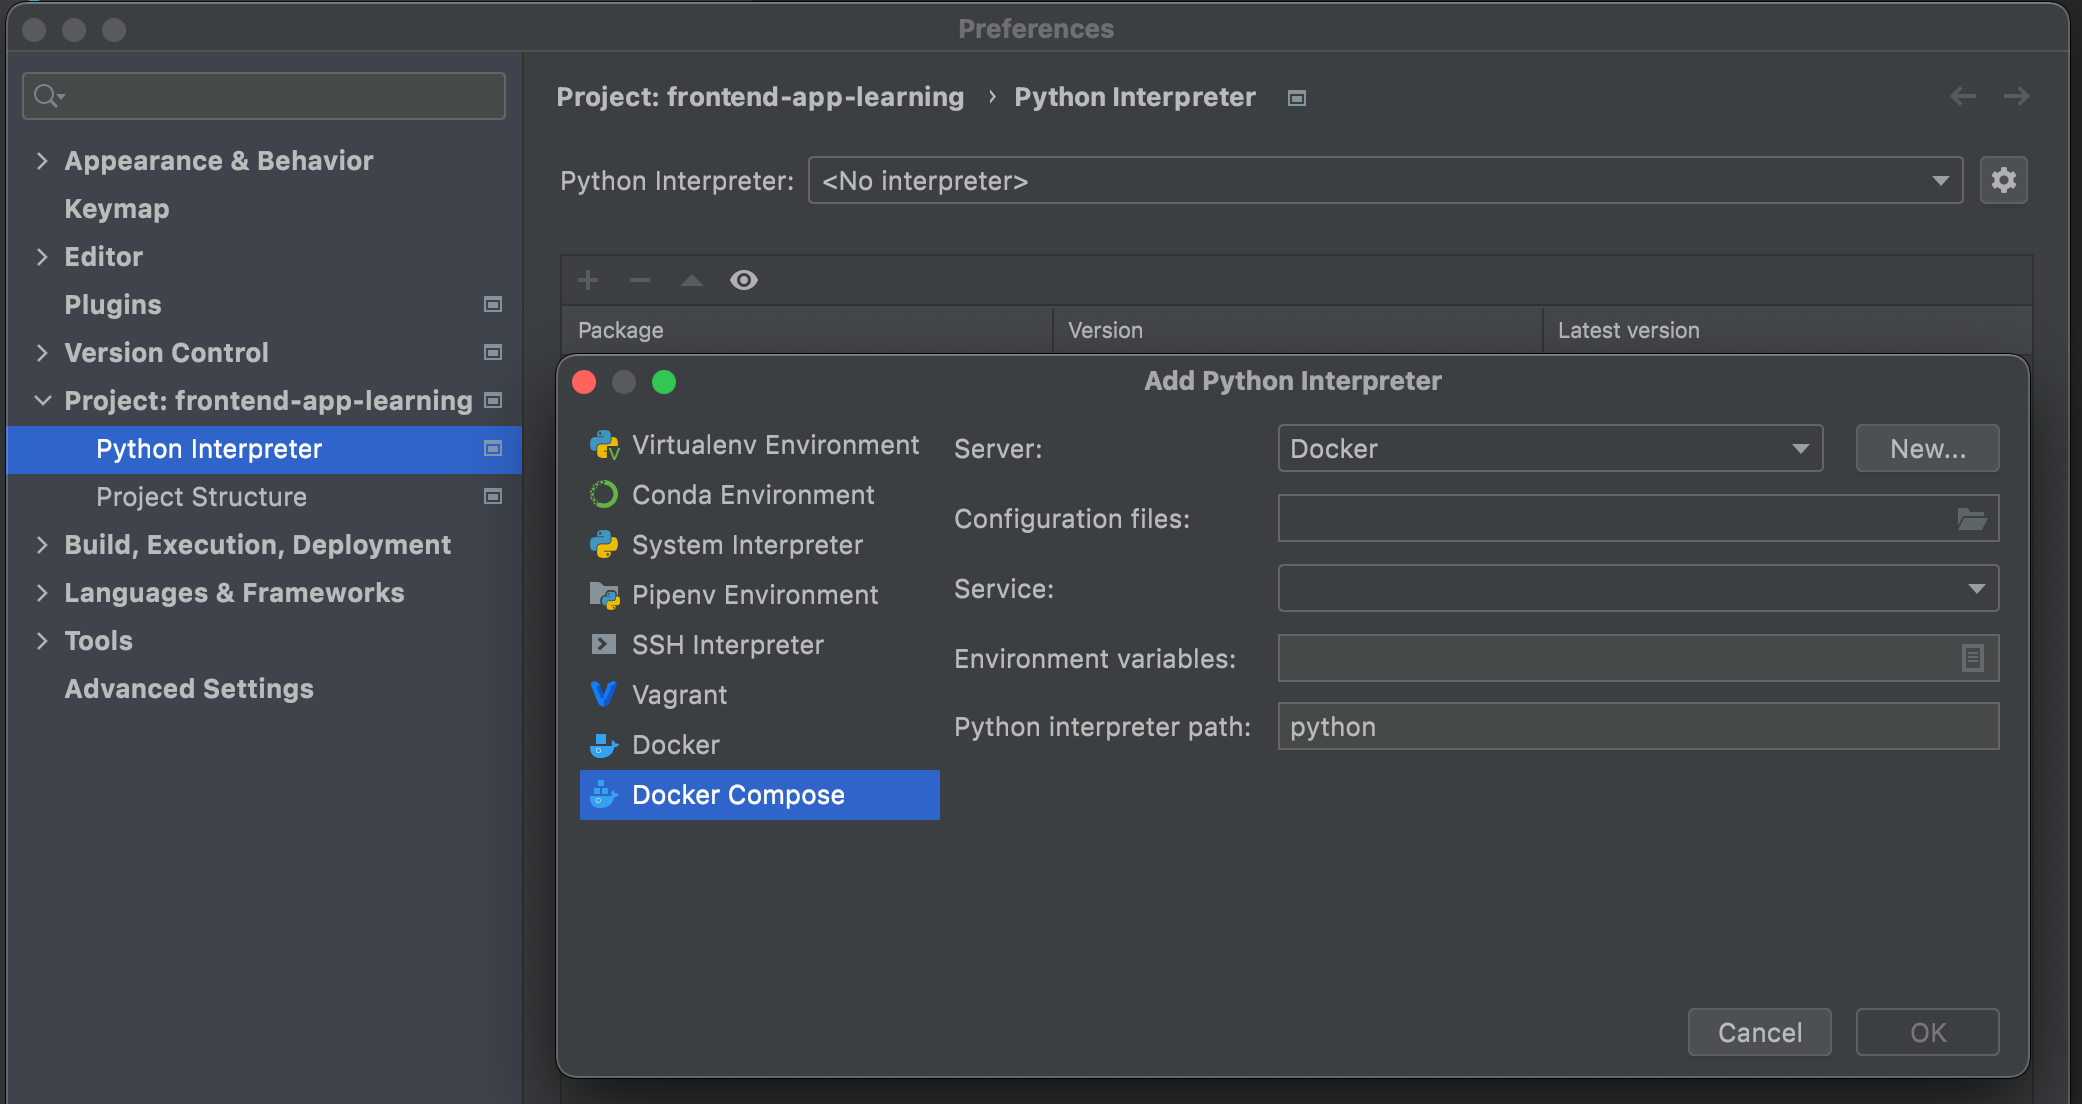 Preferences
Project: frontend-app-learning › Python Interpreter
Appearance & Behavior
Keymap
Editor
Plugins
Version Control
Project: frontend-app-learning
Python Interpreter
Project Structure
Build, Execution, Deployment
Languages & Frameworks
Tools
Advanced Settings
Python Interpreter: <No interpreter>
Package Version Latest version
Add Python Interpreter
Virtualenv Environment
Conda Environment
System Interpreter
Pipenv Environment
SSH Interpreter
Vagrant
Docker
Docker Compose
Server: Docker New...
Configuration files:
Service:
Environment variables:
Python interpreter path: python
Cancel OK